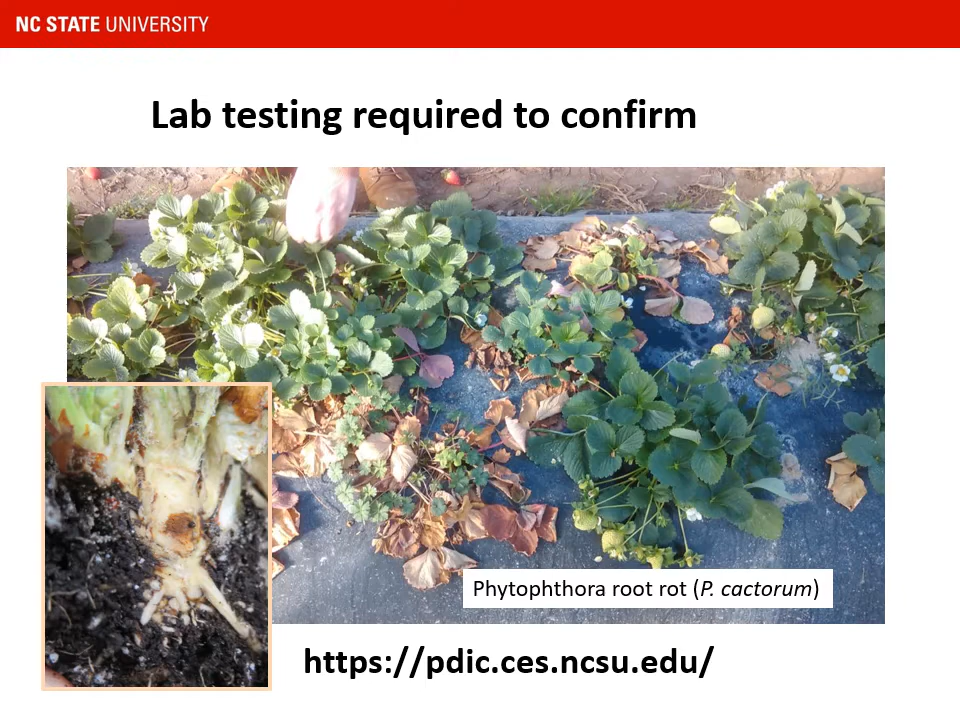 NC STATE UNIVERSITY
Lab testing required to confirm
Phytophthora root rot (P. cactorum)
https://pdic.ces.ncsu.edu/